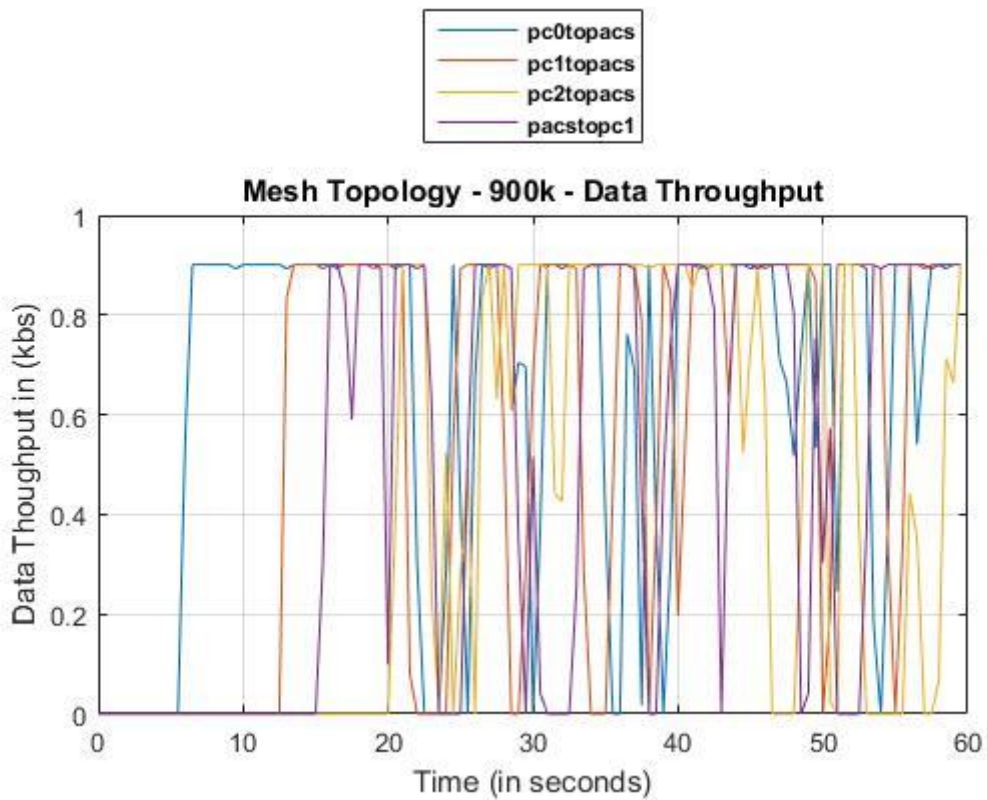 pc0topacs
pc1topacs
pc2topacs
pacstopc1
Mesh Topology - 900k - Data Throughput
1
0.8
0.6
0.4
0.2
0
Data Thoughput in (kbs)
0 10 20 30 40 50 60
Time (in seconds)